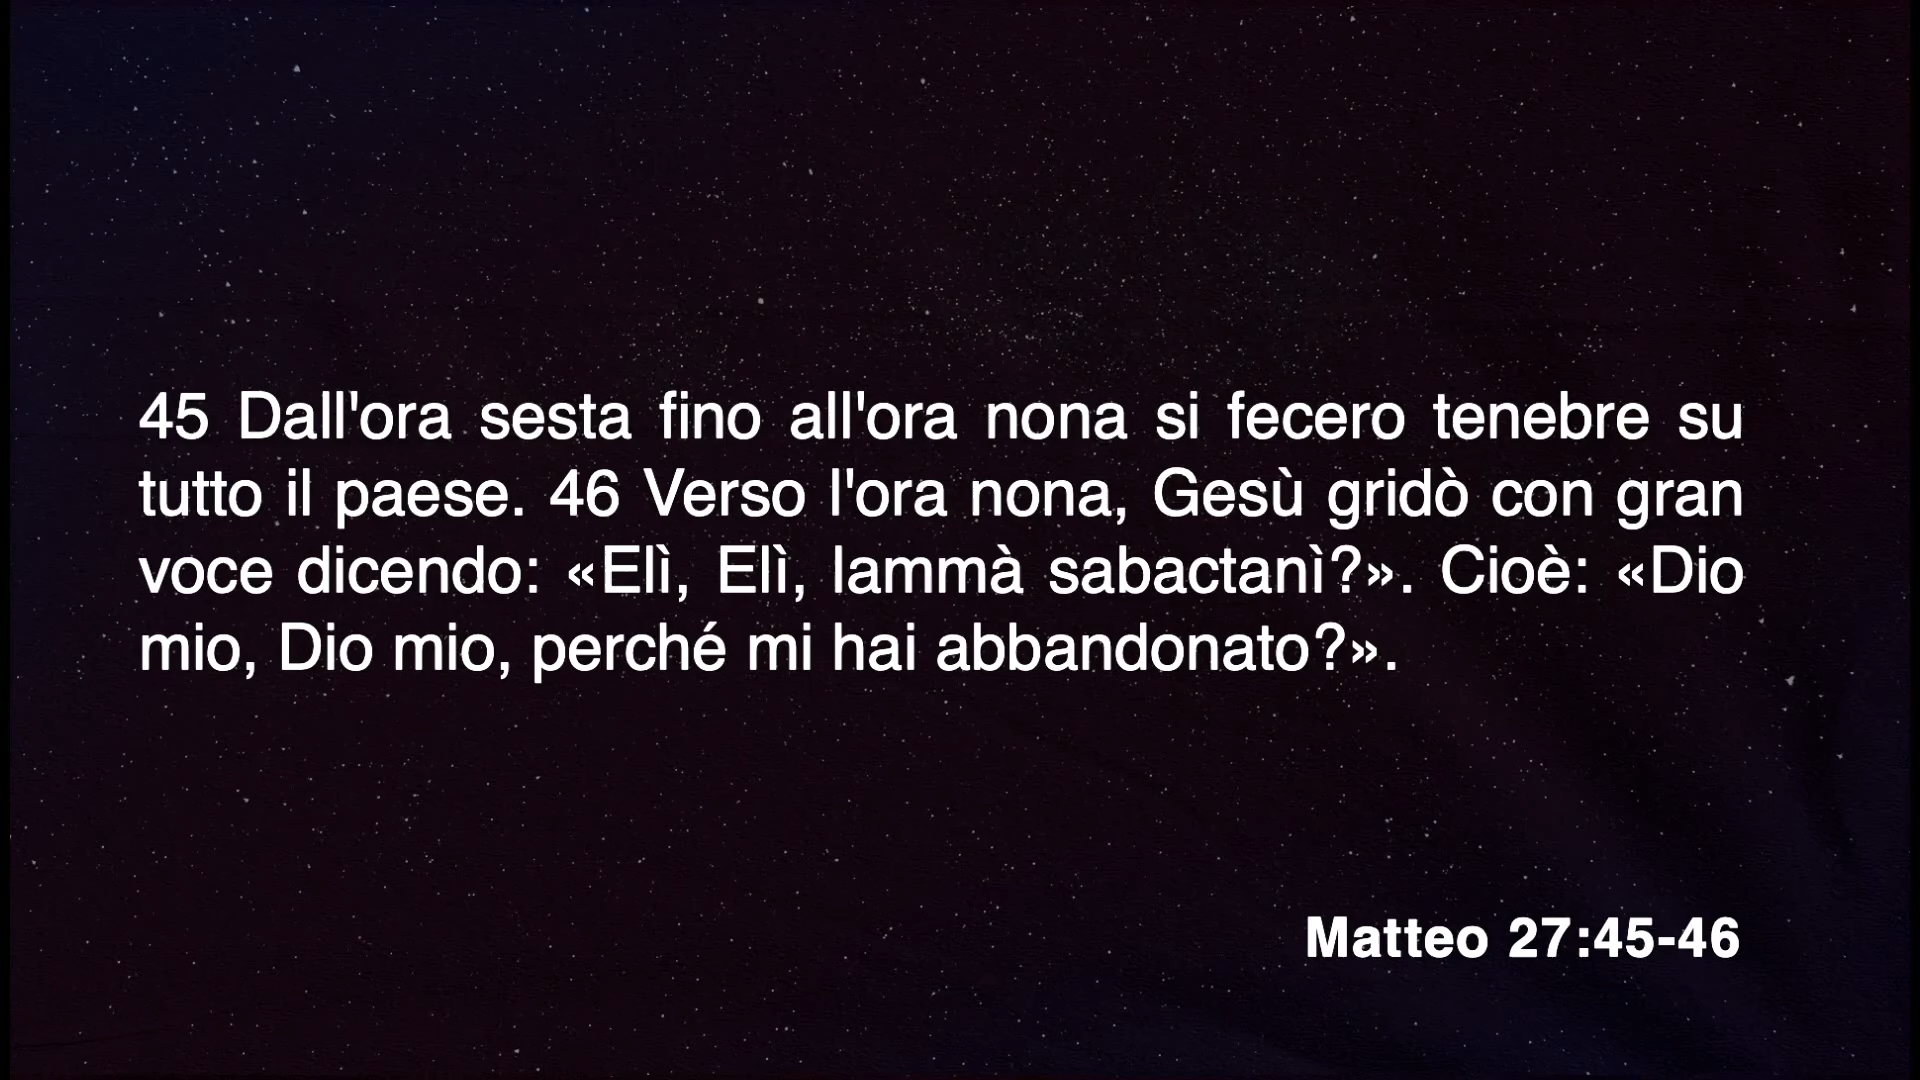 45 Dall'ora sesta fino all'ora nona si fecero tenebre su
tutto il paese. 46 Verso l'ora nona, Gesù gridò con gran
voce dicendo: «Elì, Elì, lammà sabactanì?». Cioè: «Dio
mio, Dio mio, perché mi hai abbandonato?».
Matteo 27:45-46